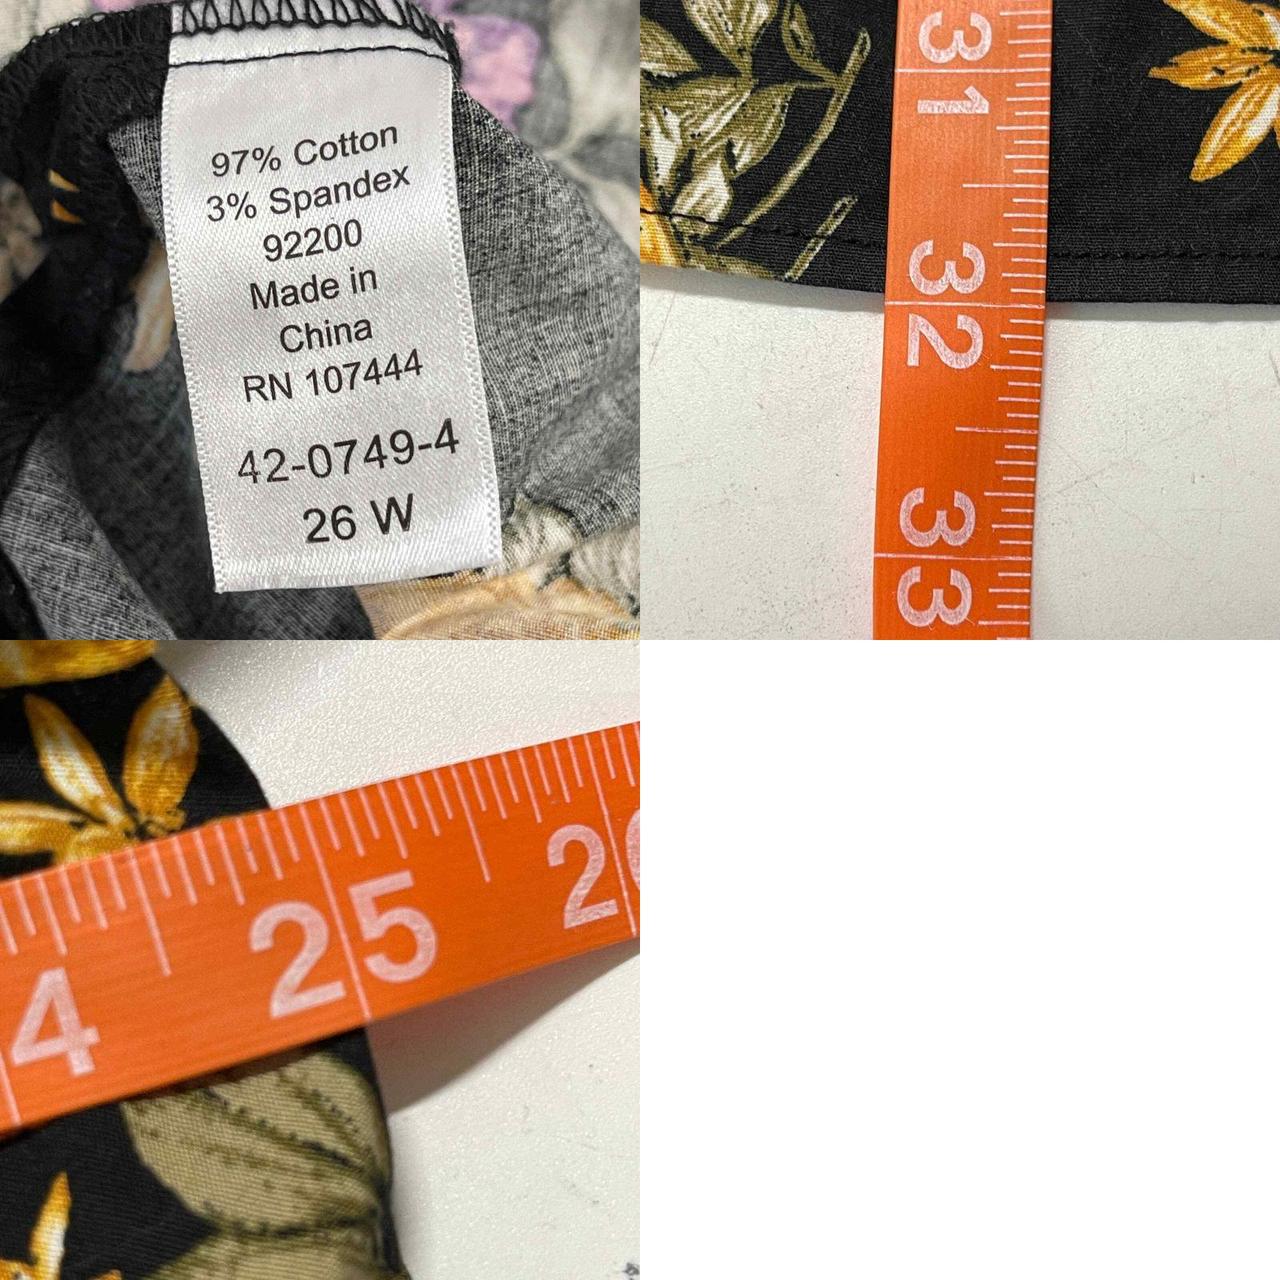 97% Cotton
3% Spandex
92200
Made in
China
RN 107444
42-0749-4
26 W
31
32
33
4
25
26